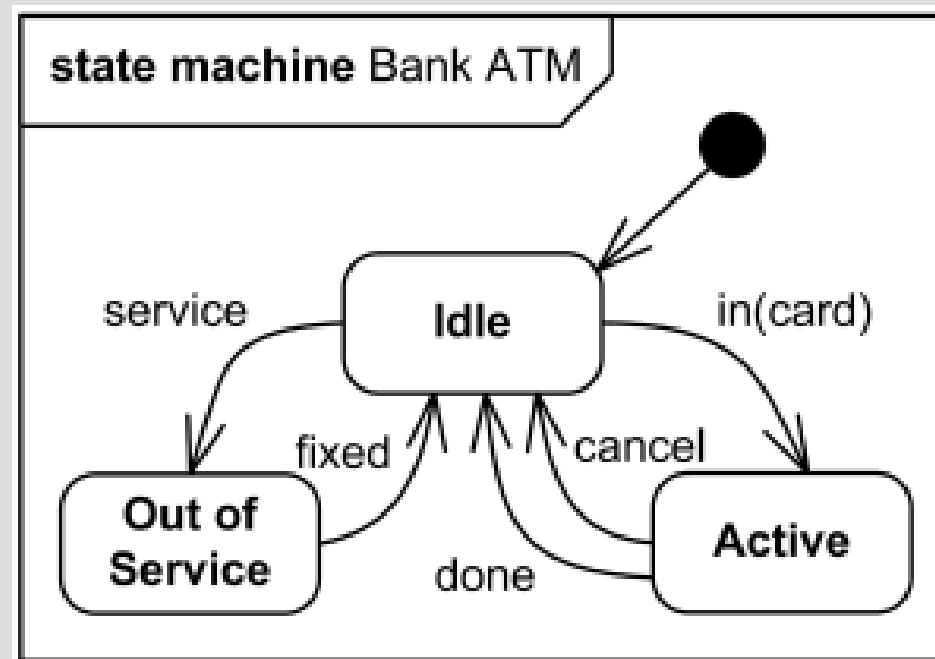 state machine Bank ATM
service
Idle
in(card)
fixed
cancel
Out of
Service
done
Active